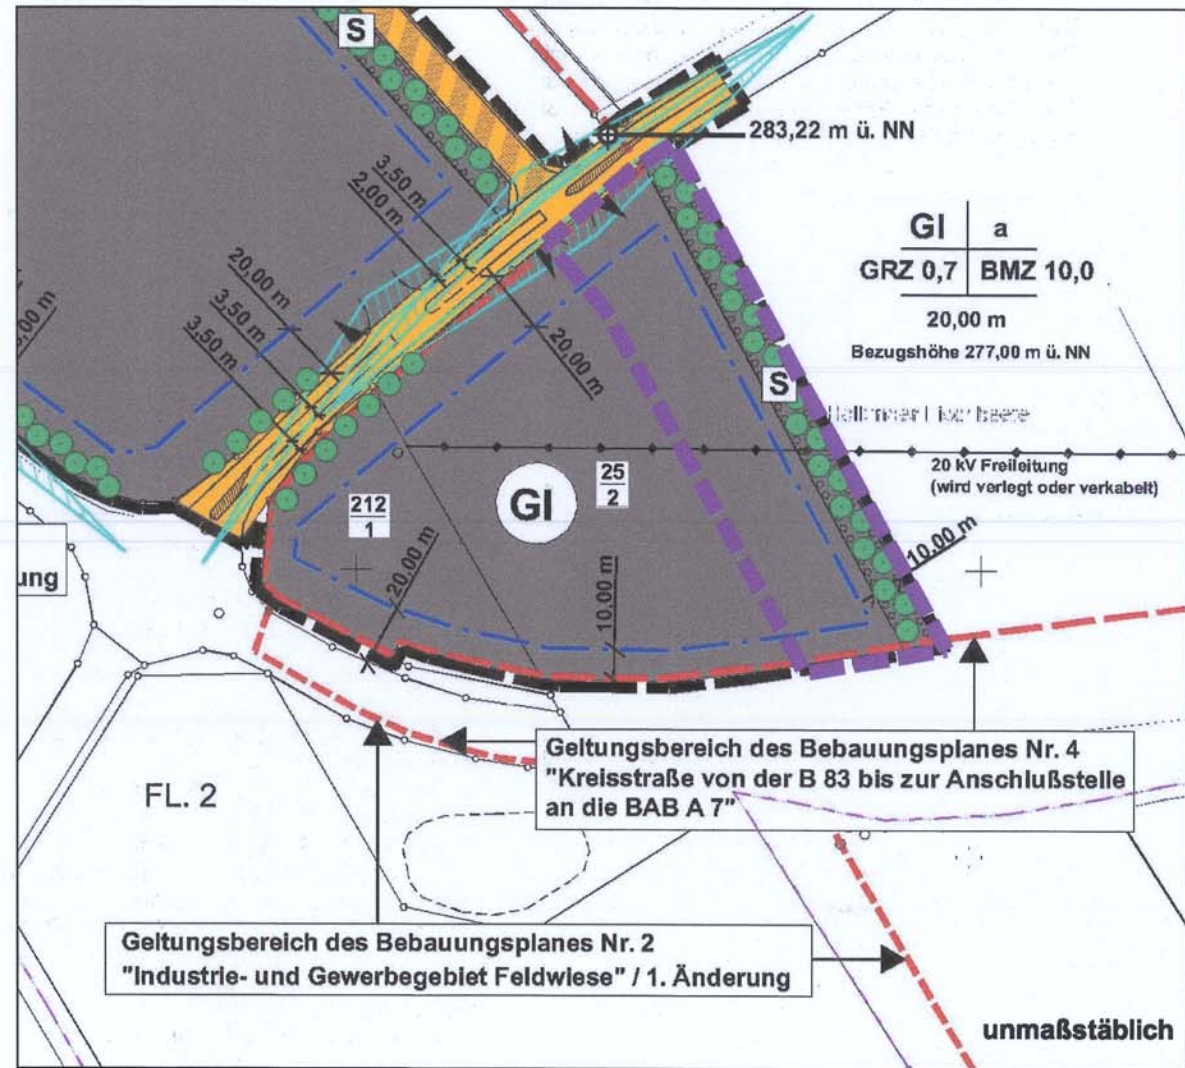 S
283,22 m ü. NN
3,50 m
2,00 m
GI a
GRZ 0,7 BMZ 10,0
20,00 m
Bezugshöhe 277,00 m ü. NN
20,00 m
3,50 m
3,50 m
20,00 m
S
20 kV Freileitung
(wird verlegt oder verkabelt)
GI
25
2
212
1
20,00 m
10,00 m
10,00 m
ung
Geltungsbereich des Bebauungsplanes Nr. 4
"Kreisstraße von der B 83 bis zur Anschlußstelle
an die BAB A 7"
FL. 2
Geltungsbereich des Bebauungsplanes Nr. 2
"Industrie- und Gewerbegebiet Feldwiese" / 1. Änderung
unmaßstäblich